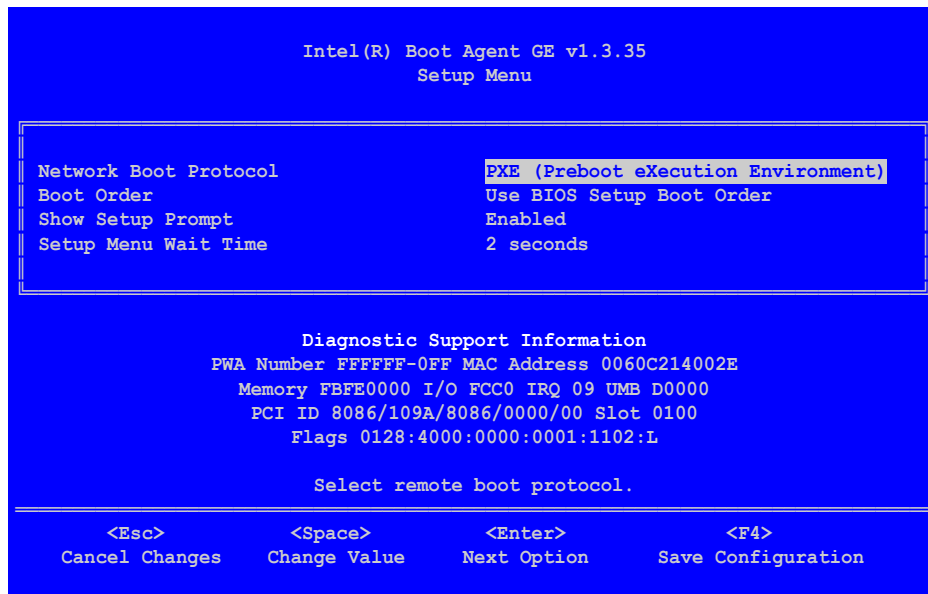 Intel(R) Boot Agent GE v1.3.35
Setup Menu
Network Boot Protocol PXE (Preboot eXecution Environment)
Boot Order Use BIOS Setup Boot Order
Show Setup Prompt Enabled
Setup Menu Wait Time 2 seconds
Diagnostic Support Information
PWA Number FFFFFF-0FF MAC Address 0060C214002E
Memory FBFE0000 I/O FCC0 IRQ 09 UMB D0000
PCI ID 8086/109A/8086/0000/00 Slot 0100
Flags 0128:4000:0000:0001:1102:L
Select remote boot protocol.
<Esc> <Space> <Enter> <F4>
Cancel Changes Change Value Next Option Save Configuration